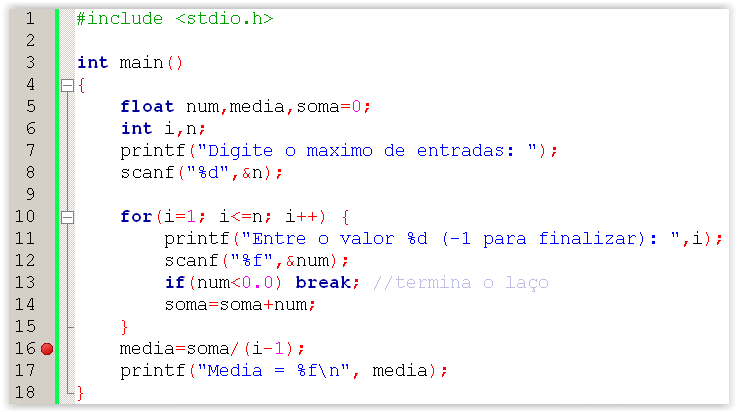 1 #include <stdio.h>
2
3 int main()
4 {
5 float num,media,soma=0;
6 int i,n;
7 printf("Digite o maximo de entradas: ");
8 scanf("%d",&n);
9
10 for(i=1; i<=n; i++) {
11 printf("Entre o valor %d (-1 para finalizar): ",i);
12 scanf("%f",&num);
13 if(num<0.0) break; //termina o laço
14 soma=soma+num;
15 }
16 media=soma/(i-1);
17 printf("Media = %f\n", media);
18 }